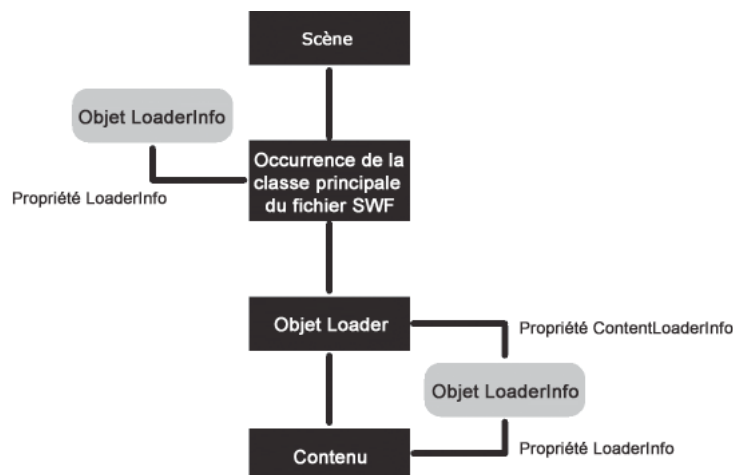 Scène
Objet LoaderInfo
Occurrence de la
classe principale
du fichier SWF
Propriété LoaderInfo
Objet Loader
Propriété ContentLoaderInfo
Objet LoaderInfo
Contenu
Propriété LoaderInfo